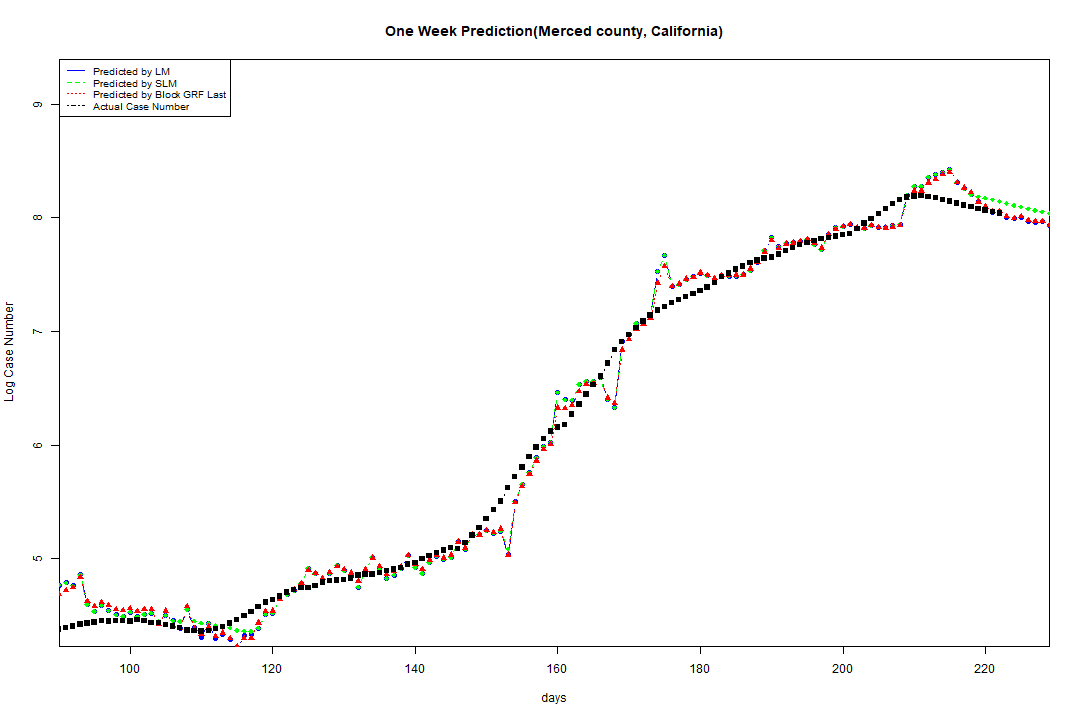 One Week Prediction(Merced county, California)
Predicted by LM
Predicted by SLM
Predicted by Block GRF Last
Actual Case Number
9
8
7
6
5
Log Case Number
100 120 140 160 180 200 220
days